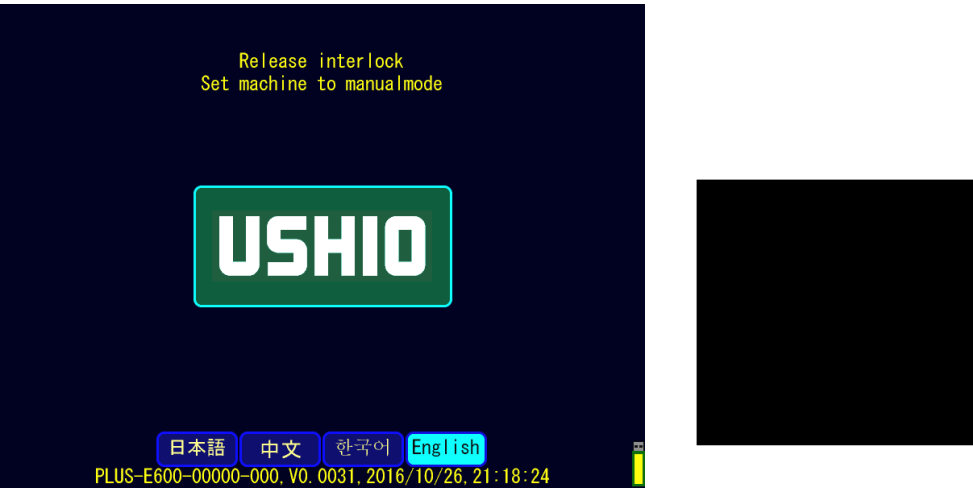 Release interlock
Set machine to manualmode
USHIO
日本語 中文 한국어 English
PLUS-E600-00000-000, V0.0031, 2016/10/26, 21:18:24